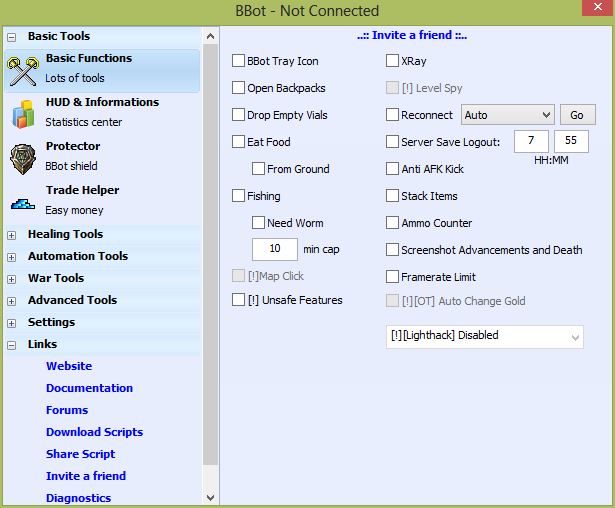 BBot - Not Connected
Basic Tools
Basic Functions
Lots of tools
HUD & Informations
Statistics center
Protector
BBot shield
Trade Helper
Easy money
Healing Tools
Automation Tools
War Tools
Advanced Tools
Settings
Links
Website
Documentation
Forums
Download Scripts
Share Script
Invite a friend
Diagnostics
..:: Invite a friend ::..
BBot Tray Icon
Open Backpacks
Drop Empty Vials
Eat Food
From Ground
Fishing
Need Worm
10 min cap
[!]Map Click
[!] Unsafe Features
XRay
[!] Level Spy
Reconnect Auto Go
Server Save Logout: 7 55
HH:MM
Anti AFK Kick
Stack Items
Ammo Counter
Screenshot Advancements and Death
Framerate Limit
[!][OT] Auto Change Gold
[!][Lighthack] Disabled